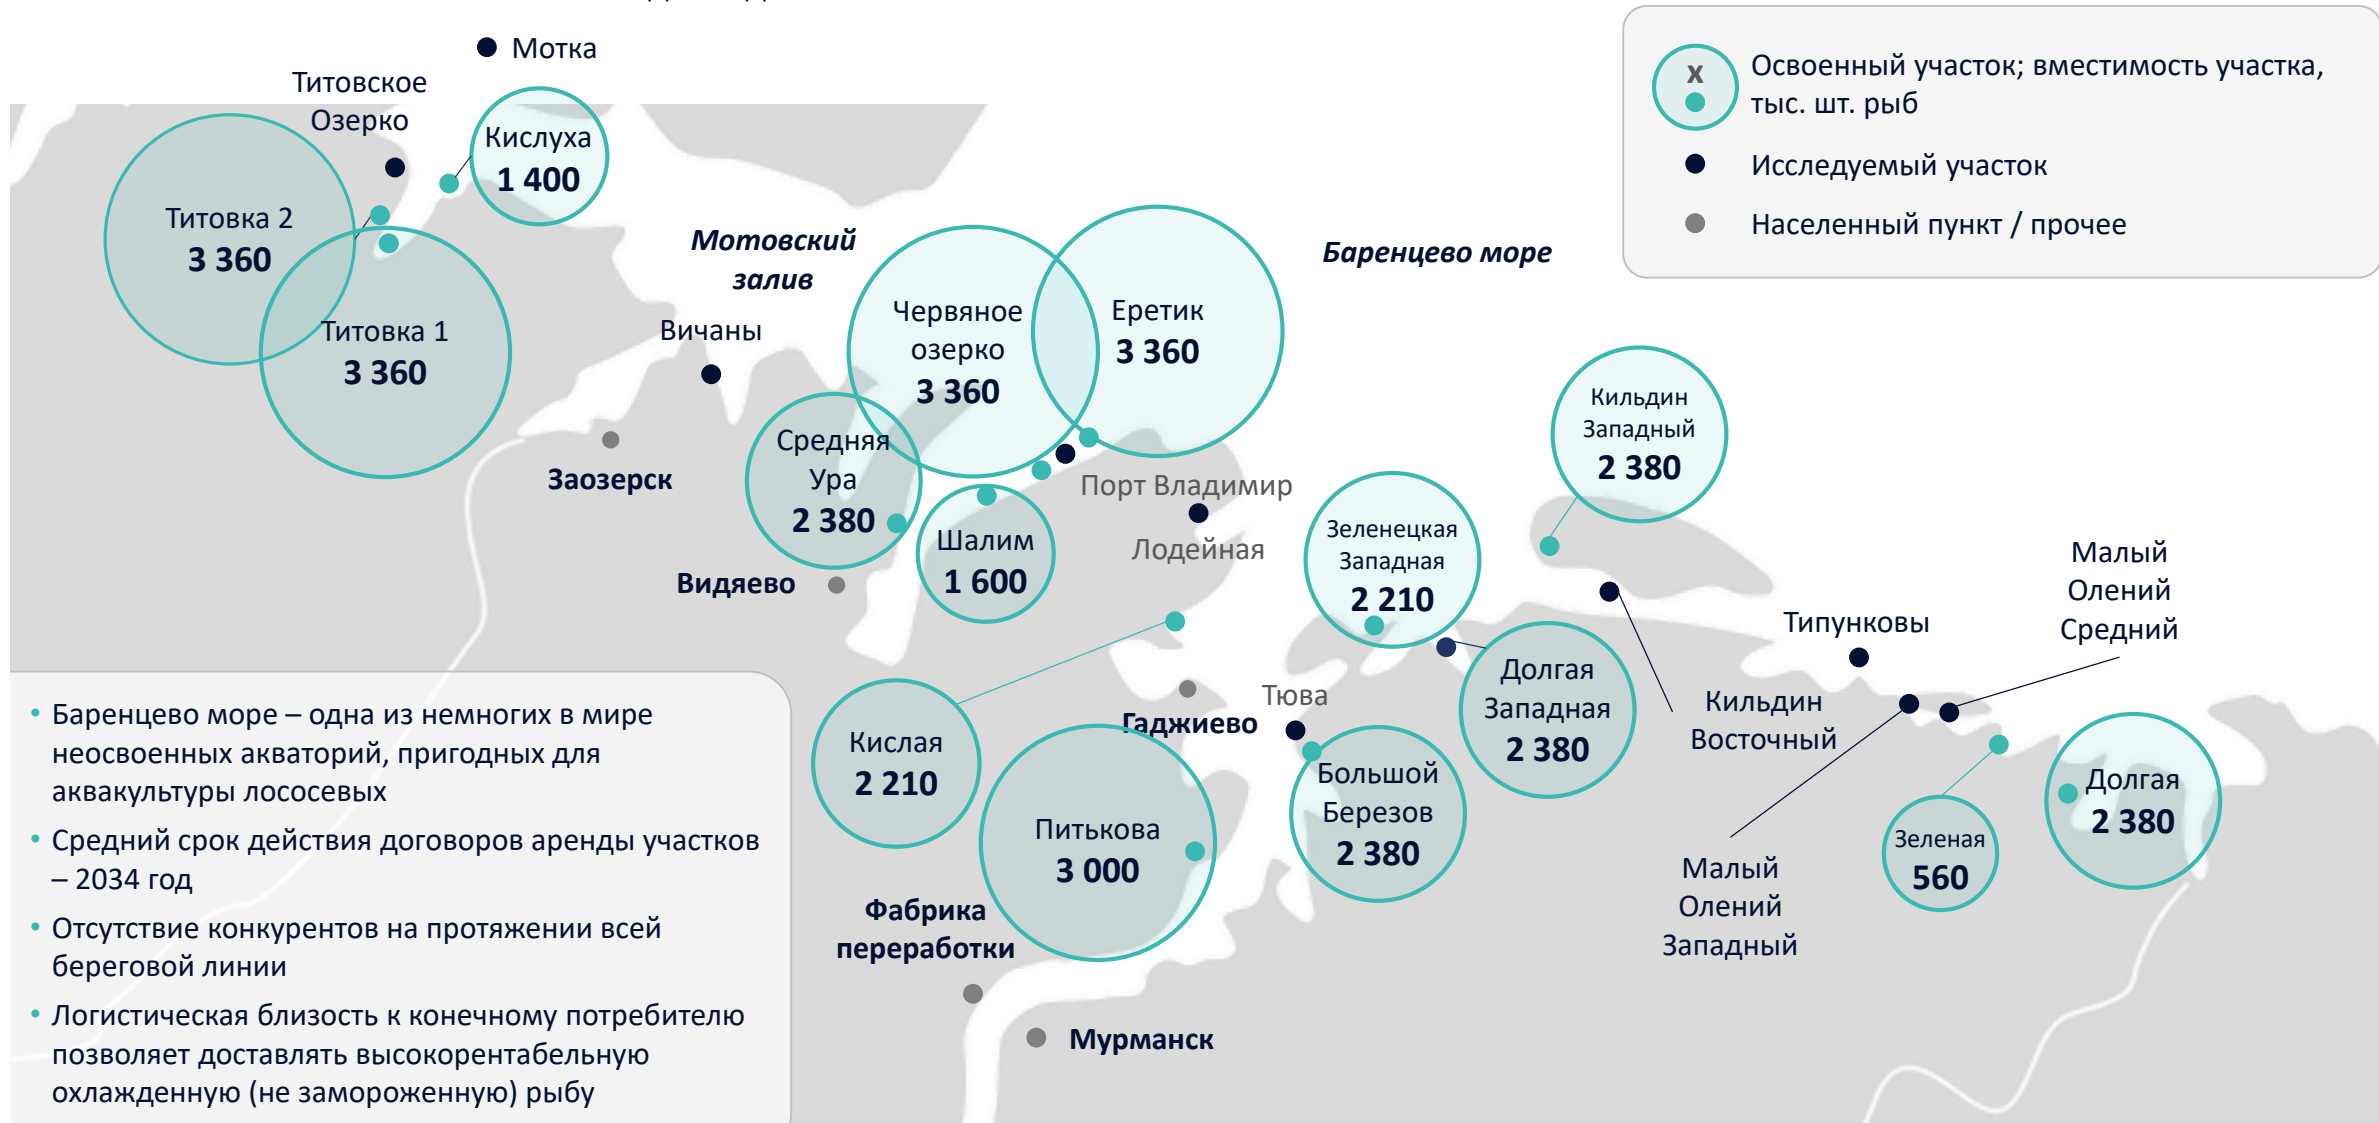 Мотка
Титовское
Озерко
Кислуха
1 400
Титовка 2
3 360
Титовка 1
3 360
Мотовский
залив
Баренцево море
Вичаны
Червяное
озерко
3 360
Еретик
3 360
Заозерск
Средняя
Ура
2 380
Видяево
Шалим
1 600
Порт Владимир
Лодейная
Кильдин
Западный
2 380
Зеленецкая
Западная
2 210
Долгая
Западная
2 380
Кильдин
Восточный
Типунковы
Малый
Олений
Средний
Малый
Олений
Западный
Зеленая
560
Долгая
2 380
Кислая
2 210
Гаджиево
Тюва
Питькова
3 000
Большой
Березов
2 380
Фабрика
переработки
Мурманск
x
Освоенный участок; вместимость участка,
тыс. шт. рыб
Исследуемый участок
Населенный пункт / прочее
• Баренцево море – одна из немногих в мире
неосвоенных акваторий, пригодных для
аквакультуры лососевых
• Средний срок действия договоров аренды участков
– 2034 год
• Отсутствие конкурентов на протяжении всей
береговой линии
• Логистическая близость к конечному потребителю
позволяет доставлять высокорентабельную
охлажденную (не замороженную) рыбу